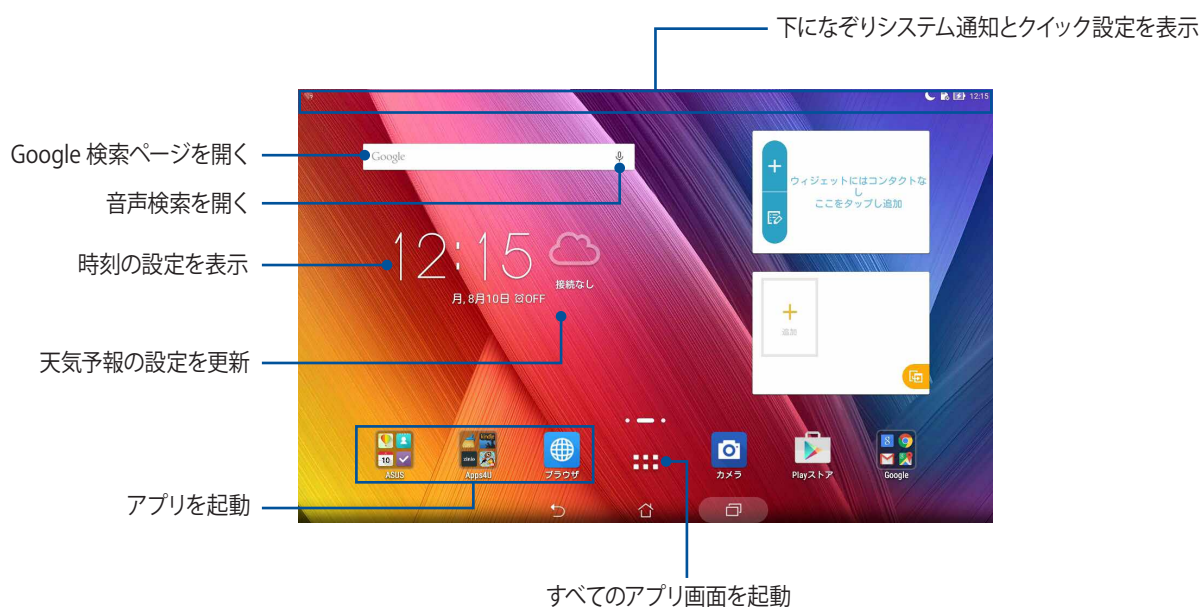 下になぞりシステム通知とクイック設定を表示
12:15
Google 検索ページを開く
Google
音声検索を開く
ウィジェットにはコンタクトな
し
ここをタップし追加
時刻の設定を表示
12:15
接続なし
月, 8月10日 OFF
追加
天気予報の設定を更新
10
kindle
zinio
8
ASUS
Apps4U
ブラウザ
カメラ
Playストア
Google
アプリを起動
すべてのアプリ画面を起動